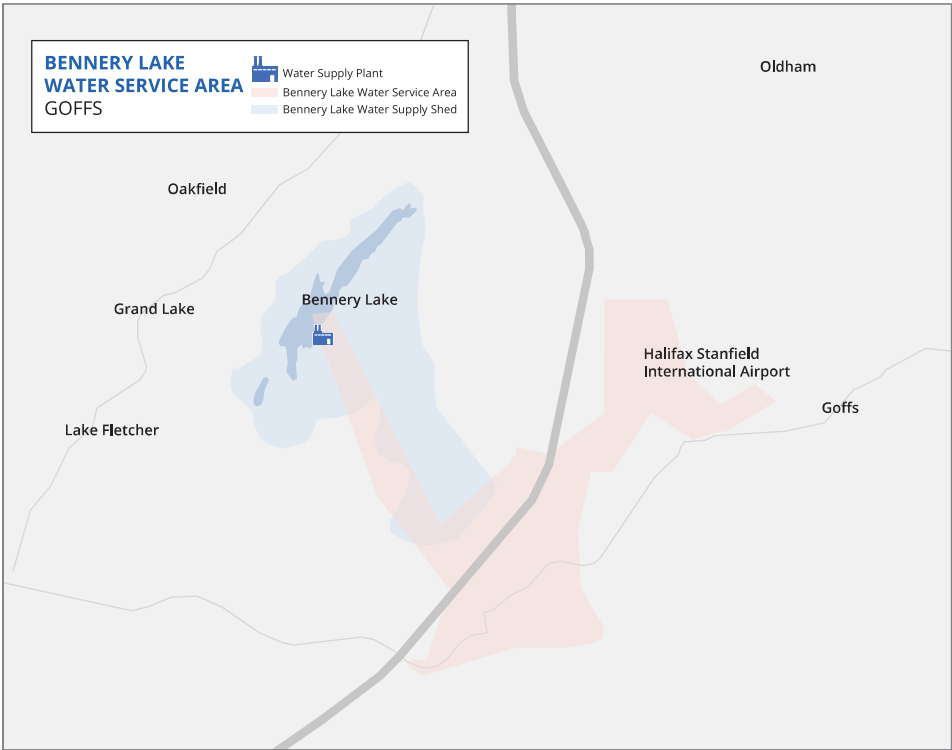 BENNERY LAKE
WATER SERVICE AREA
GOFFS
Water Supply Plant
Bennery Lake Water Service Area
Bennery Lake Water Supply Shed
Oldham
Oakfield
Bennery Lake
Grand Lake
Halifax Stanfield
International Airport
Goffs
Lake Fletcher